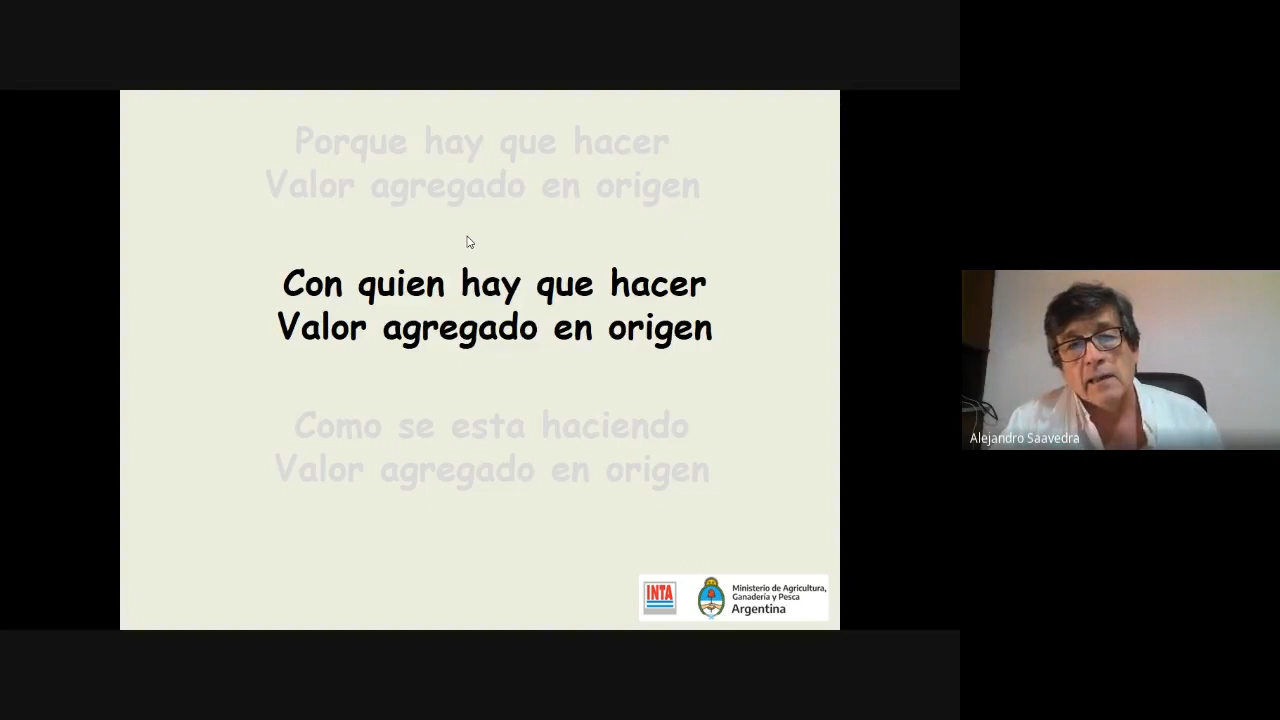 Porque hay que hacer
Valor agregado en origen
Con quien hay que hacer
Valor agregado en origen
Como se esta haciendo
Valor agregado en origen
INTA
Ministerio de Agricultura,
Ganadería y Pesca
Argentina
Alejandro Saavedra